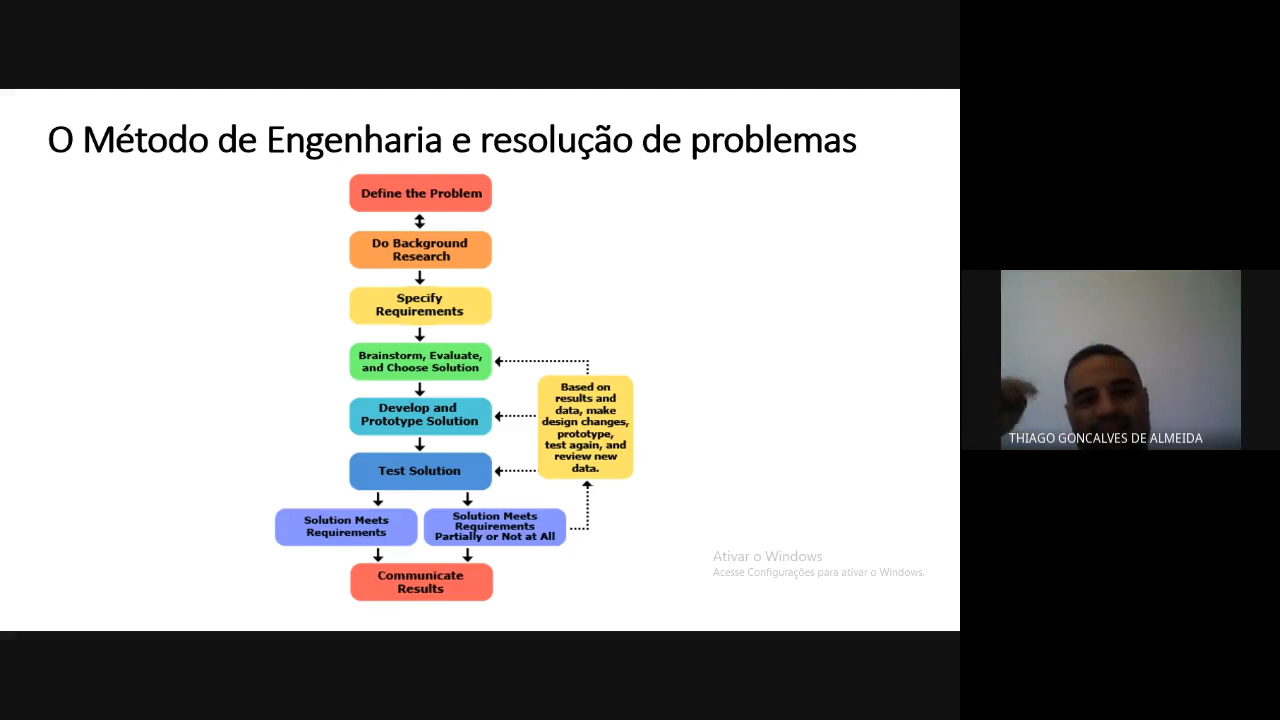 O Método de Engenharia e resolução de problemas
Define the Problem
Do Background
Research
Specify
Requirements
Brainstorm, Evaluate,
and Choose Solution
Develop and
Prototype Solution
Test Solution
Based on
results and
data, make
design changes,
prototype,
test again, and
review new
data.
Solution Meets
Requirements
Solution Meets
Requirements
Partially or Not at All
Communicate
Results
Ativar o Windows
Acesse Configurações para ativar o Windows.
THIAGO GONCALVES DE ALMEIDA